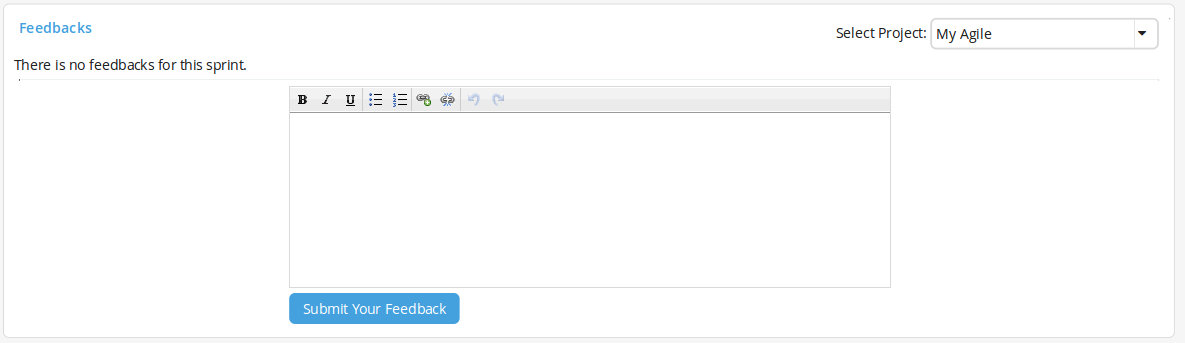 Feedbacks
Select Project: My Agile
There is no feedbacks for this sprint.
B I U
Submit Your Feedback